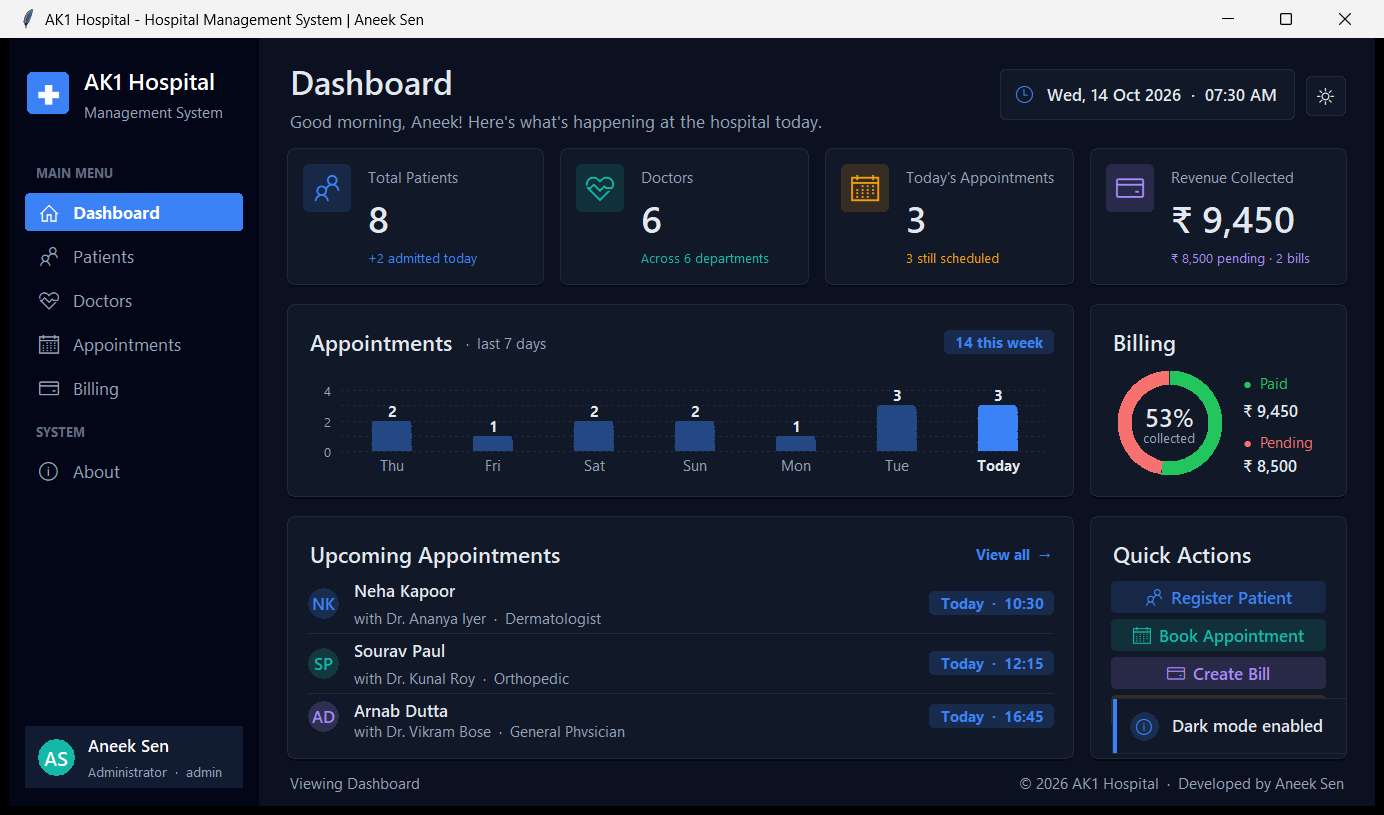 AK1 Hospital - Hospital Management System | Aneek Sen
AK1 Hospital
Management System
MAIN MENU
Dashboard
Patients
Doctors
Appointments
Billing
SYSTEM
About
AS
Aneek Sen
Administrator · admin
Dashboard
Good morning, Aneek! Here's what's happening at the hospital today.
Wed, 14 Oct 2026 · 07:30 AM
Total Patients
8
+2 admitted today
Doctors
6
Across 6 departments
Today's Appointments
3
3 still scheduled
Revenue Collected
₹ 9,450
₹ 8,500 pending · 2 bills
Appointments · last 7 days
14 this week
4
2
0
2
1
2
2
1
3
3
Thu Fri Sat Sun Mon Tue Today
Billing
53%
collected
Paid
₹ 9,450
Pending
₹ 8,500
Upcoming Appointments
View all →
NK
Neha Kapoor
with Dr. Ananya Iyer · Dermatologist
Today · 10:30
SP
Sourav Paul
with Dr. Kunal Roy · Orthopedic
Today · 12:15
AD
Arnab Dutta
with Dr. Vikram Bose · General Physician
Today · 16:45
Quick Actions
Register Patient
Book Appointment
Create Bill
Dark mode enabled
Viewing Dashboard
© 2026 AK1 Hospital · Developed by Aneek Sen